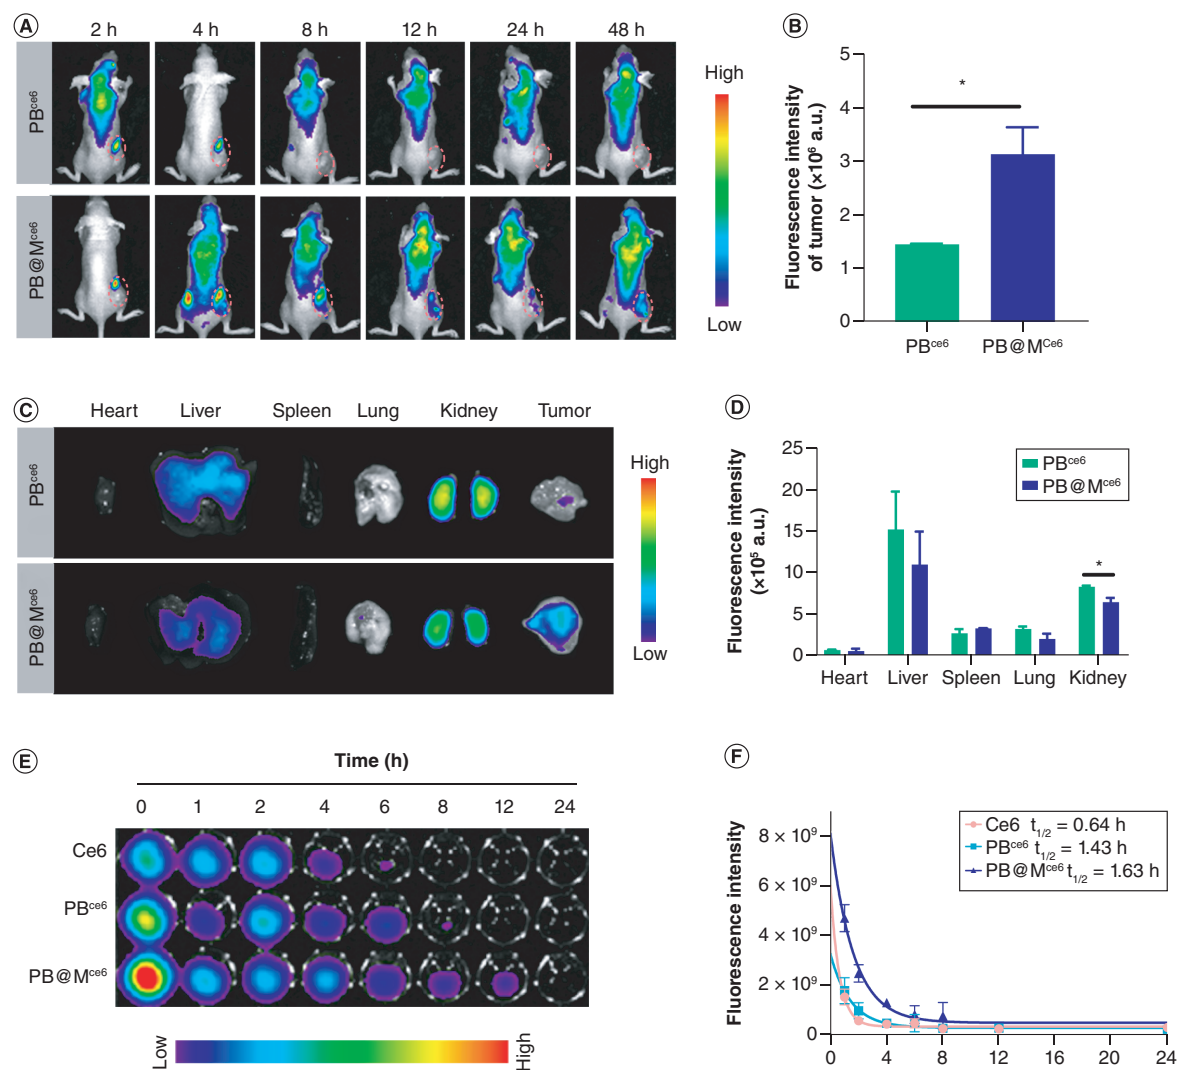 A
2 h 4 h 8 h 12 h 24 h 48 h
PBce6
PB@Mce6
High
Low
B
Fluorescence intensity
of tumor (×10⁶ a.u.)
5
4
3
2
1
0
*
PBce6 PB@MCe6
C
Heart Liver Spleen Lung Kidney Tumor
PBce6
PB@Mce6
High
Low
D
Fluorescence intensity
(×10⁵ a.u.)
25
20
15
10
5
0
PBce6
PB@Mce6
*
Heart Liver Spleen Lung Kidney
E
Time (h)
0 1 2 4 6 8 12 24
Ce6
PBce6
PB@Mce6
Low
High
F
Fluorescence intensity
8 × 10⁹
6 × 10⁹
4 × 10⁹
2 × 10⁹
0
Ce6 t1/2 = 0.64 h
PBce6 t1/2 = 1.43 h
PB@Mce6 t1/2 = 1.63 h
0 4 8 12 16 20 24